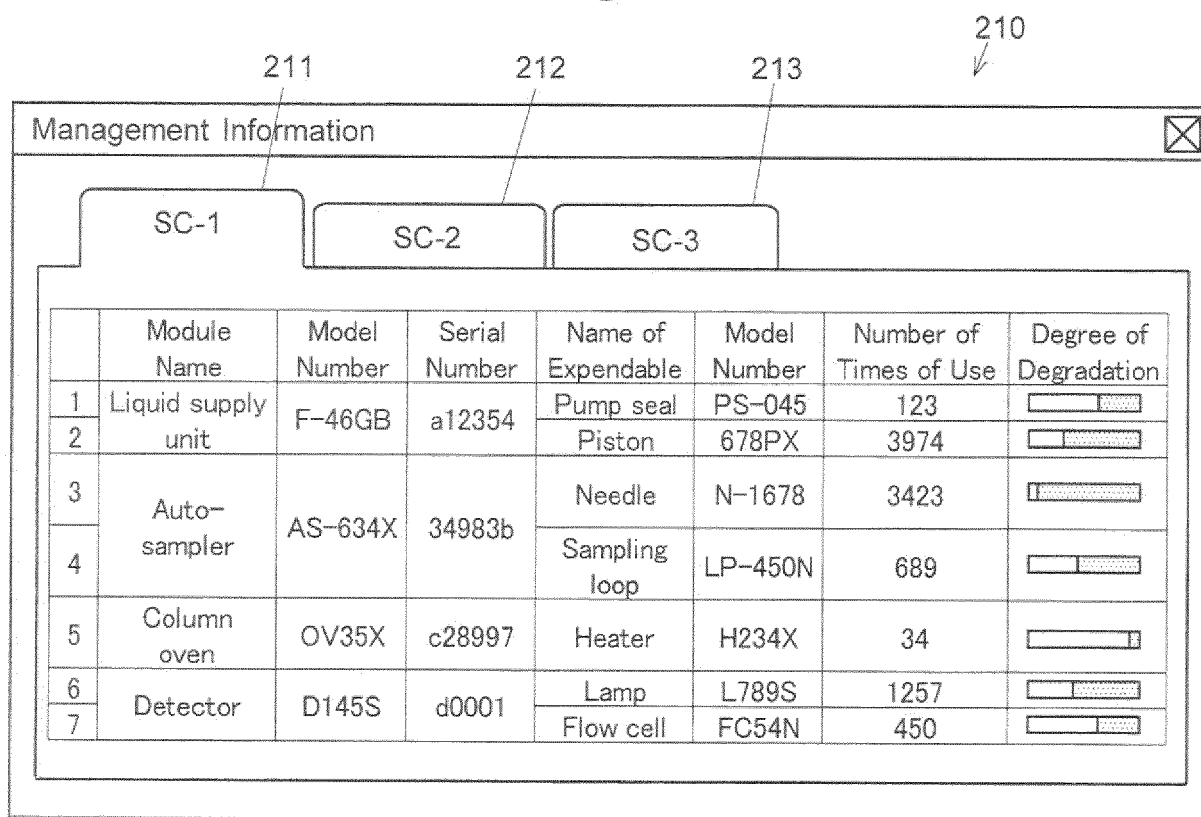 210
211 212 213
Management Information
SC-1 SC-2 SC-3
Module Name Model Number Serial Number Name of Expendable Model Number Number of Times of Use Degree of Degradation
1 Liquid supply unit F-46GB a12354 Pump seal PS-045 123
2 Piston 678PX 3974
3 Auto-sampler AS-634X 34983b Needle N-1678 3423
4 Sampling loop LP-450N 689
5 Column oven OV35X c28997 Heater H234X 34
6 Detector D145S d0001 Lamp L789S 1257
7 Flow cell FC54N 450